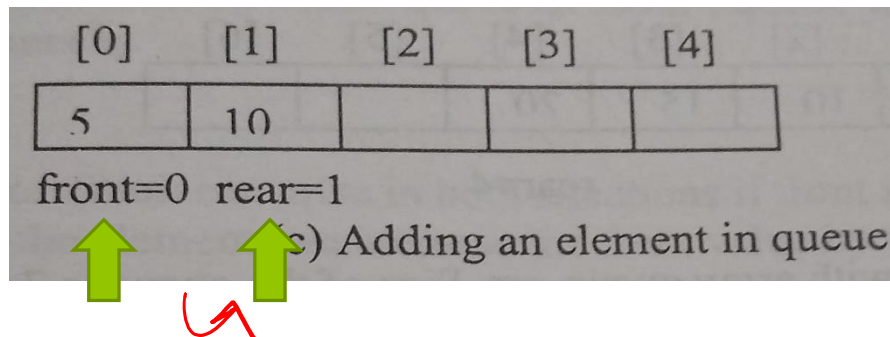 [0] [1] [2] [3] [4]
5 10
front=0 rear=1
(c) Adding an element in queue